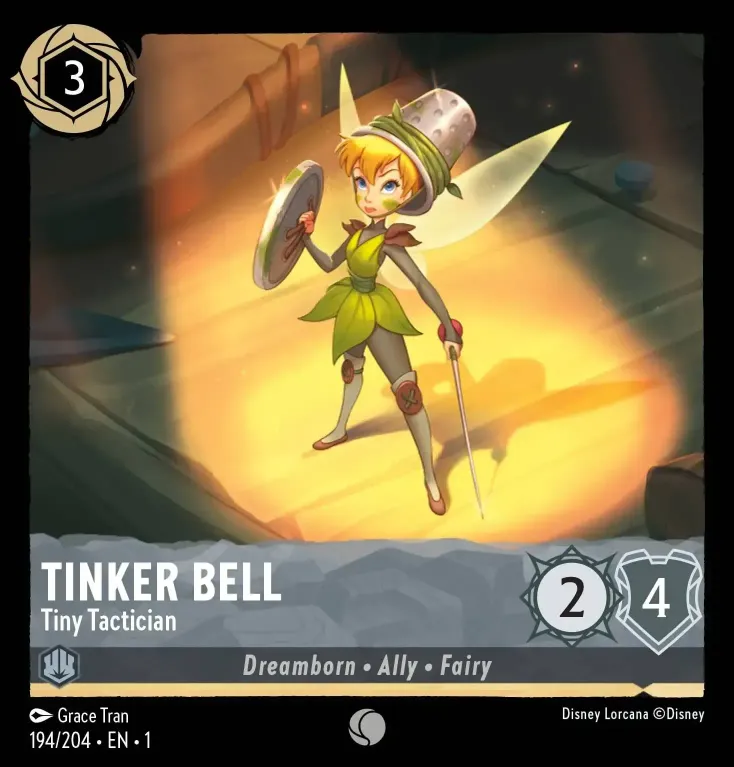 3
TINKER BELL
Tiny Tactician
2
4
Dreamborn • Ally • Fairy
Grace Tran
Disney Lorcana ©Disney
194/204 • EN • 1